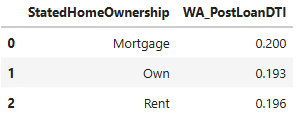 StatedHomeOwnership WA_PostLoanDTI
0 Mortgage 0.200
1 Own 0.193
2 Rent 0.196